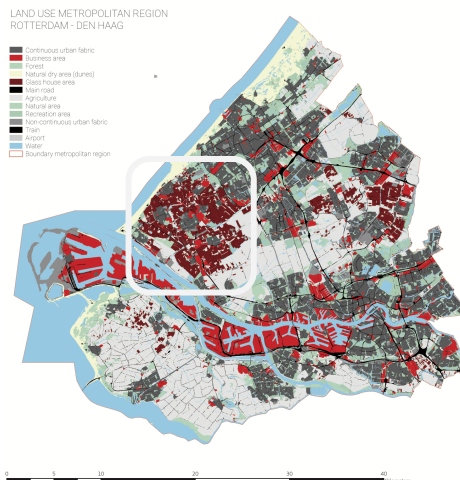 LAND USE METROPOLITAN REGION
ROTTERDAM - DEN HAAG
Continuous urban fabric
Business area
Forest
Natural dry area (dunes)
Glass house area
Main road
Agriculture
Natural area
Recreation area
Non-continuous urban fabric
Train
Airport
Water
Boundary metropolitan region
0 5 10 20 30 40